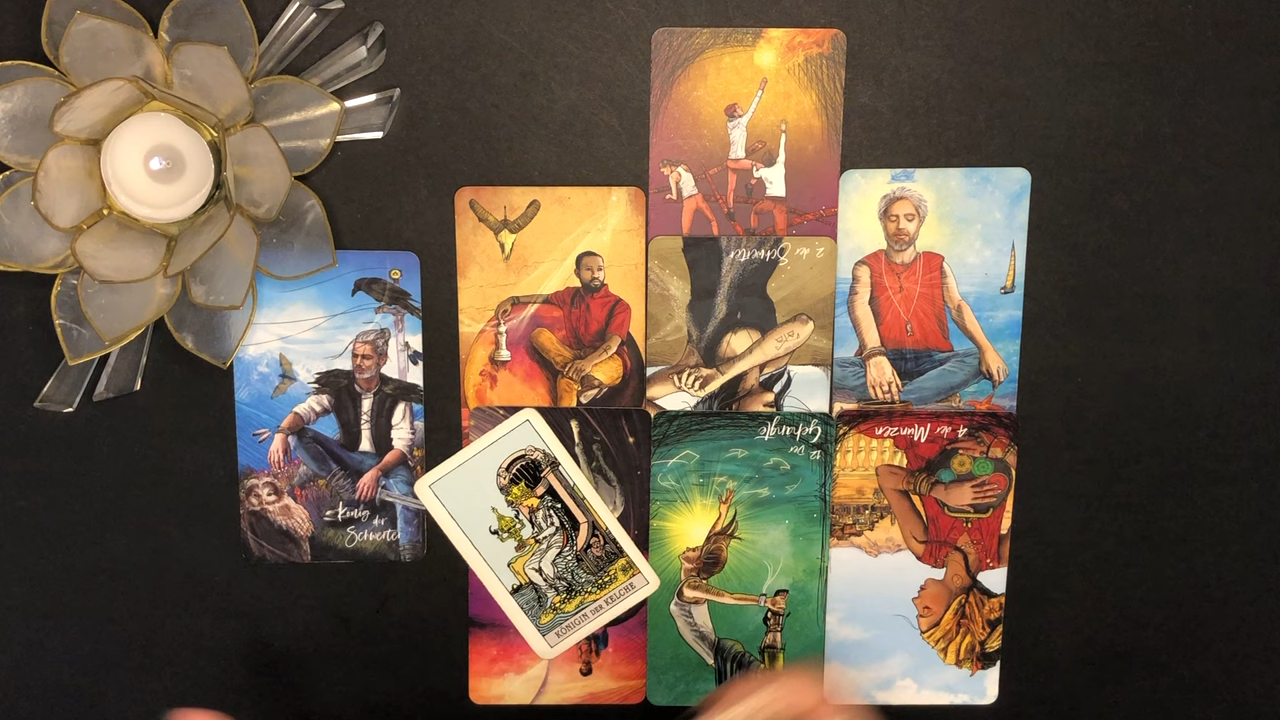 2. der Schwerter
12 Der
Gehängte
4 der Münzen
König
der
Schwerter
KÖNIGIN DER KELCHE